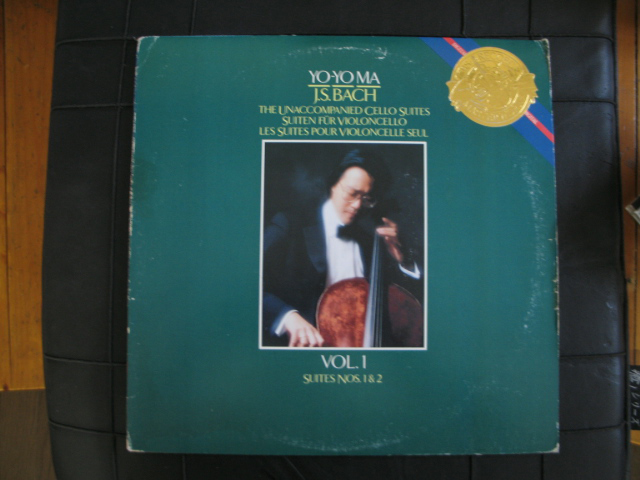 YO-YO MA
J.S. BACH
THE UNACCOMPANIED CELLO SUITES
SUITEN FÜR VIOLONCELLO
LES SUITES POUR VIOLONCELLE SEUL
VOL. 1
SUITES NOS. 1 & 2